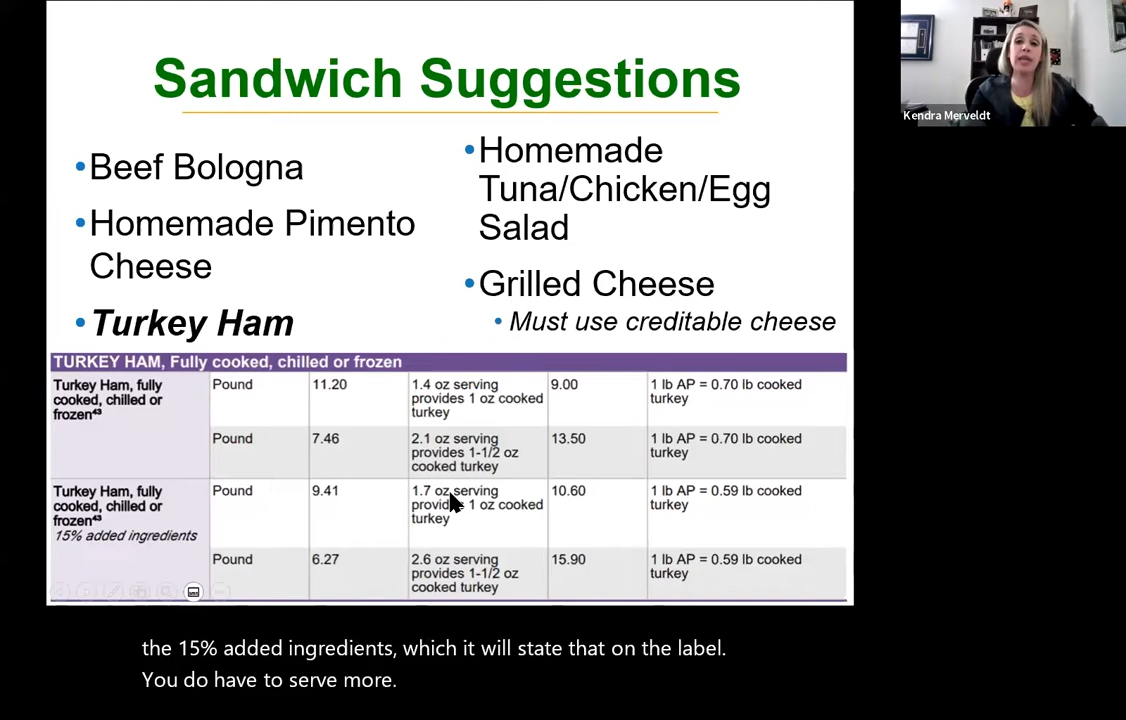 Sandwich Suggestions
•Beef Bologna
•Homemade Pimento
Cheese
•Turkey Ham
•Homemade
Tuna/Chicken/Egg
Salad
•Grilled Cheese
•Must use creditable cheese
TURKEY HAM, Fully cooked, chilled or frozen
Turkey Ham, fully
cooked, chilled or
frozen⁴³
Pound
11.20
1.4 oz serving
provides 1 oz cooked
turkey
9.00
1 lb AP = 0.70 lb cooked
turkey
Pound
7.46
2.1 oz serving
provides 1-1/2 oz
cooked turkey
13.50
1 lb AP = 0.70 lb cooked
turkey
Turkey Ham, fully
cooked, chilled or
frozen⁴³
15% added ingredients
Pound
9.41
1.7 oz serving
provides 1 oz cooked
turkey
10.60
1 lb AP = 0.59 lb cooked
turkey
Pound
6.27
2.6 oz serving
provides 1-1/2 oz
cooked turkey
15.90
1 lb AP = 0.59 lb cooked
turkey
Kendra Merveldt
the 15% added ingredients, which it will state that on the label.
You do have to serve more.